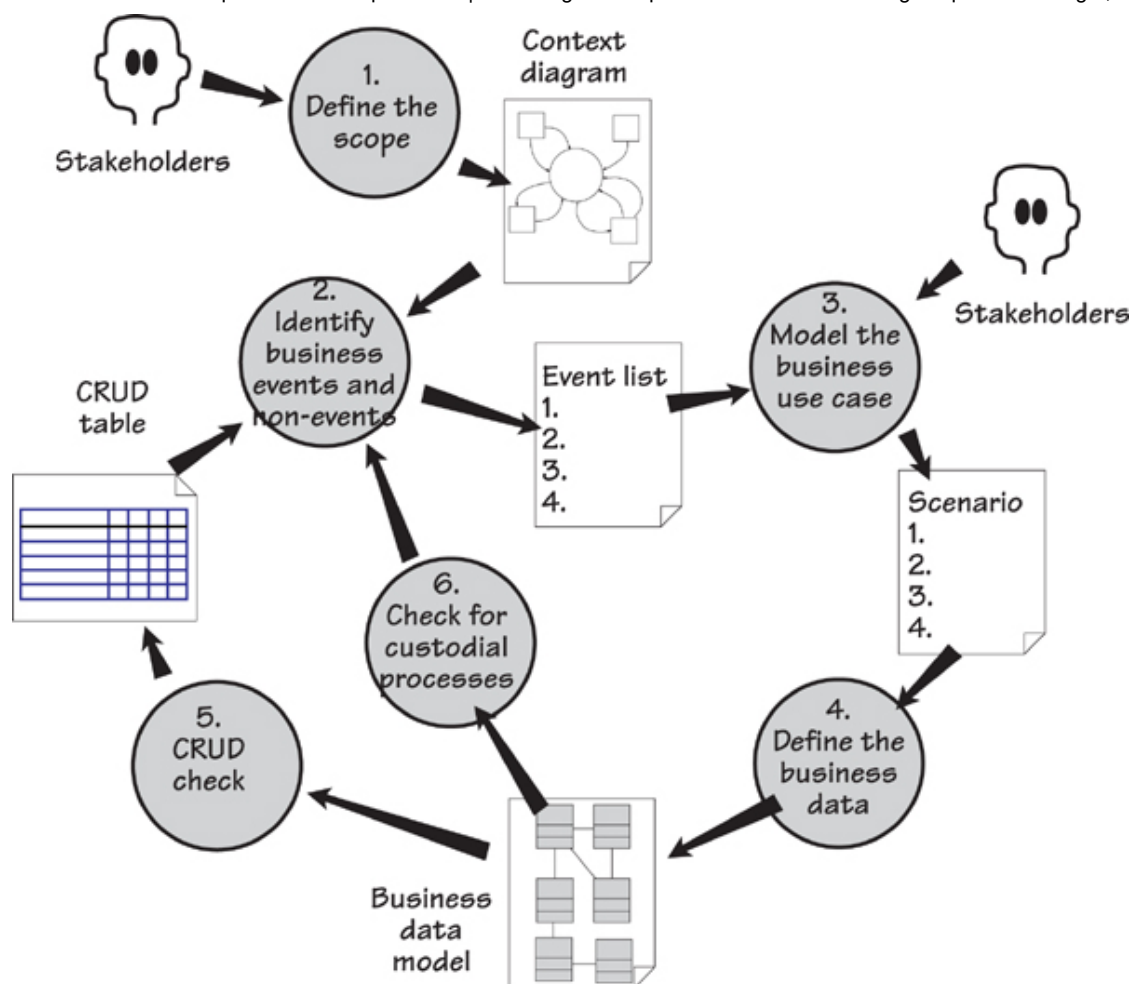 Stakeholders
1.
Define the
scope
Context
diagram
Stakeholders
2.
Identify
business
events and
non-events
Event list
1.
2.
3.
4.
3.
Model the
business
use case
CRUD
table
Scenario
1.
2.
3.
4.
6.
Check for
custodial
processes
5.
CRUD
check
4.
Define the
business
data
Business
data
model